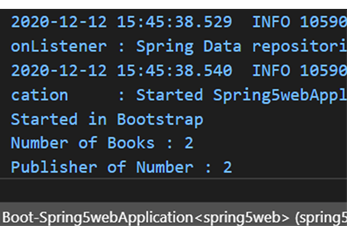 2020-12-12 15:45:38.529  INFO 10590
onListener : Spring Data repositori
2020-12-12 15:45:38.540  INFO 10590
cation     : Started Spring5webAppl
Started in Bootstrap
Number of Books : 2
Publisher of Number : 2
Boot-Spring5webApplication<spring5web> (spring5